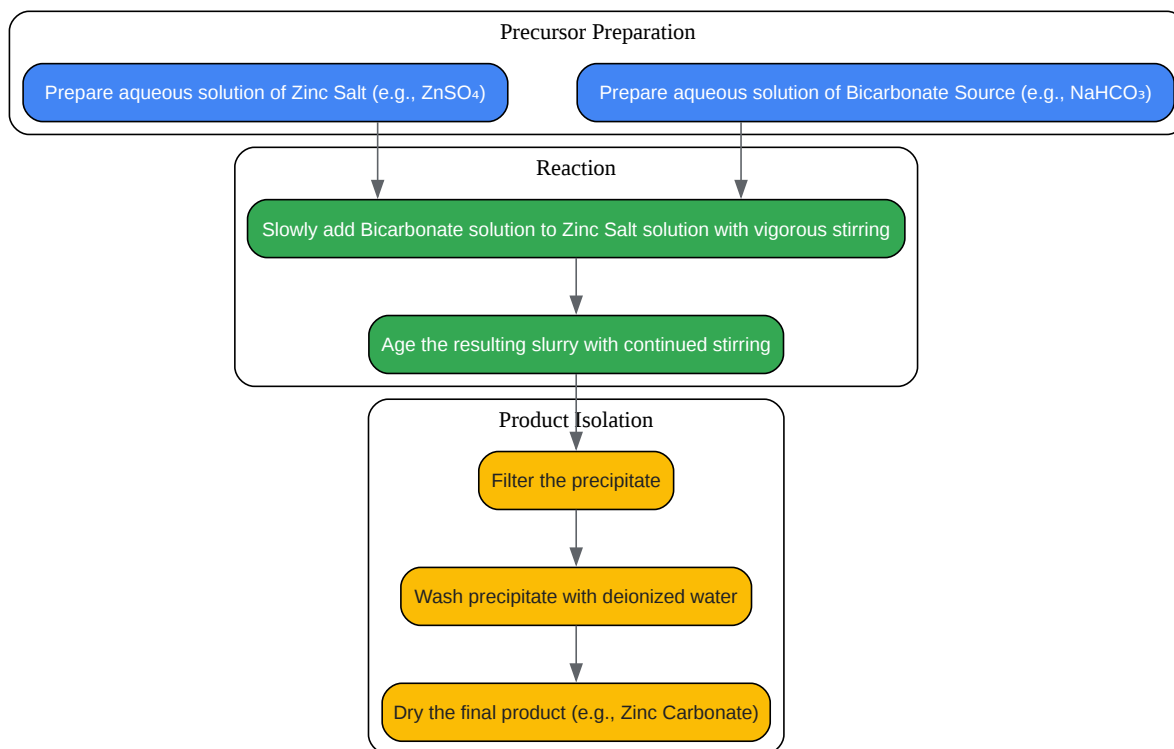 Precursor Preparation
Prepare aqueous solution of Zinc Salt (e.g., ZnSO₄)
Prepare aqueous solution of Bicarbonate Source (e.g., NaHCO₃)
Reaction
Slowly add Bicarbonate solution to Zinc Salt solution with vigorous stirring
Age the resulting slurry with continued stirring
Product Isolation
Filter the precipitate
Wash precipitate with deionized water
Dry the final product (e.g., Zinc Carbonate)